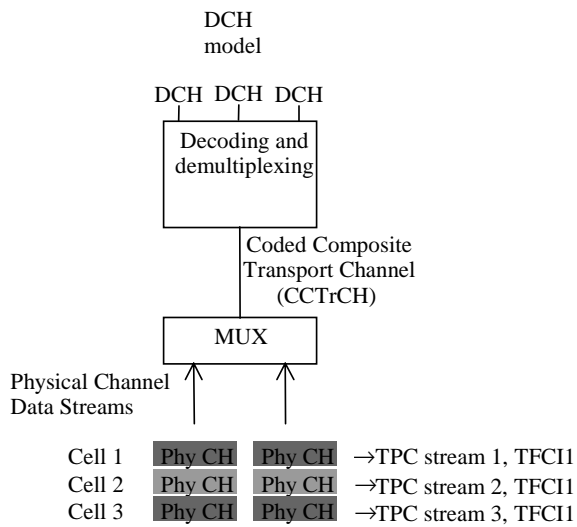 DCH
model
DCH DCH DCH
Decoding and
demultiplexing
Coded Composite
Transport Channel
(CCTrCH)
MUX
Physical Channel
Data Streams
Cell 1 Phy CH Phy CH →TPC stream 1, TFCI1
Cell 2 Phy CH Phy CH →TPC stream 2, TFCI1
Cell 3 Phy CH Phy CH →TPC stream 3, TFCI1